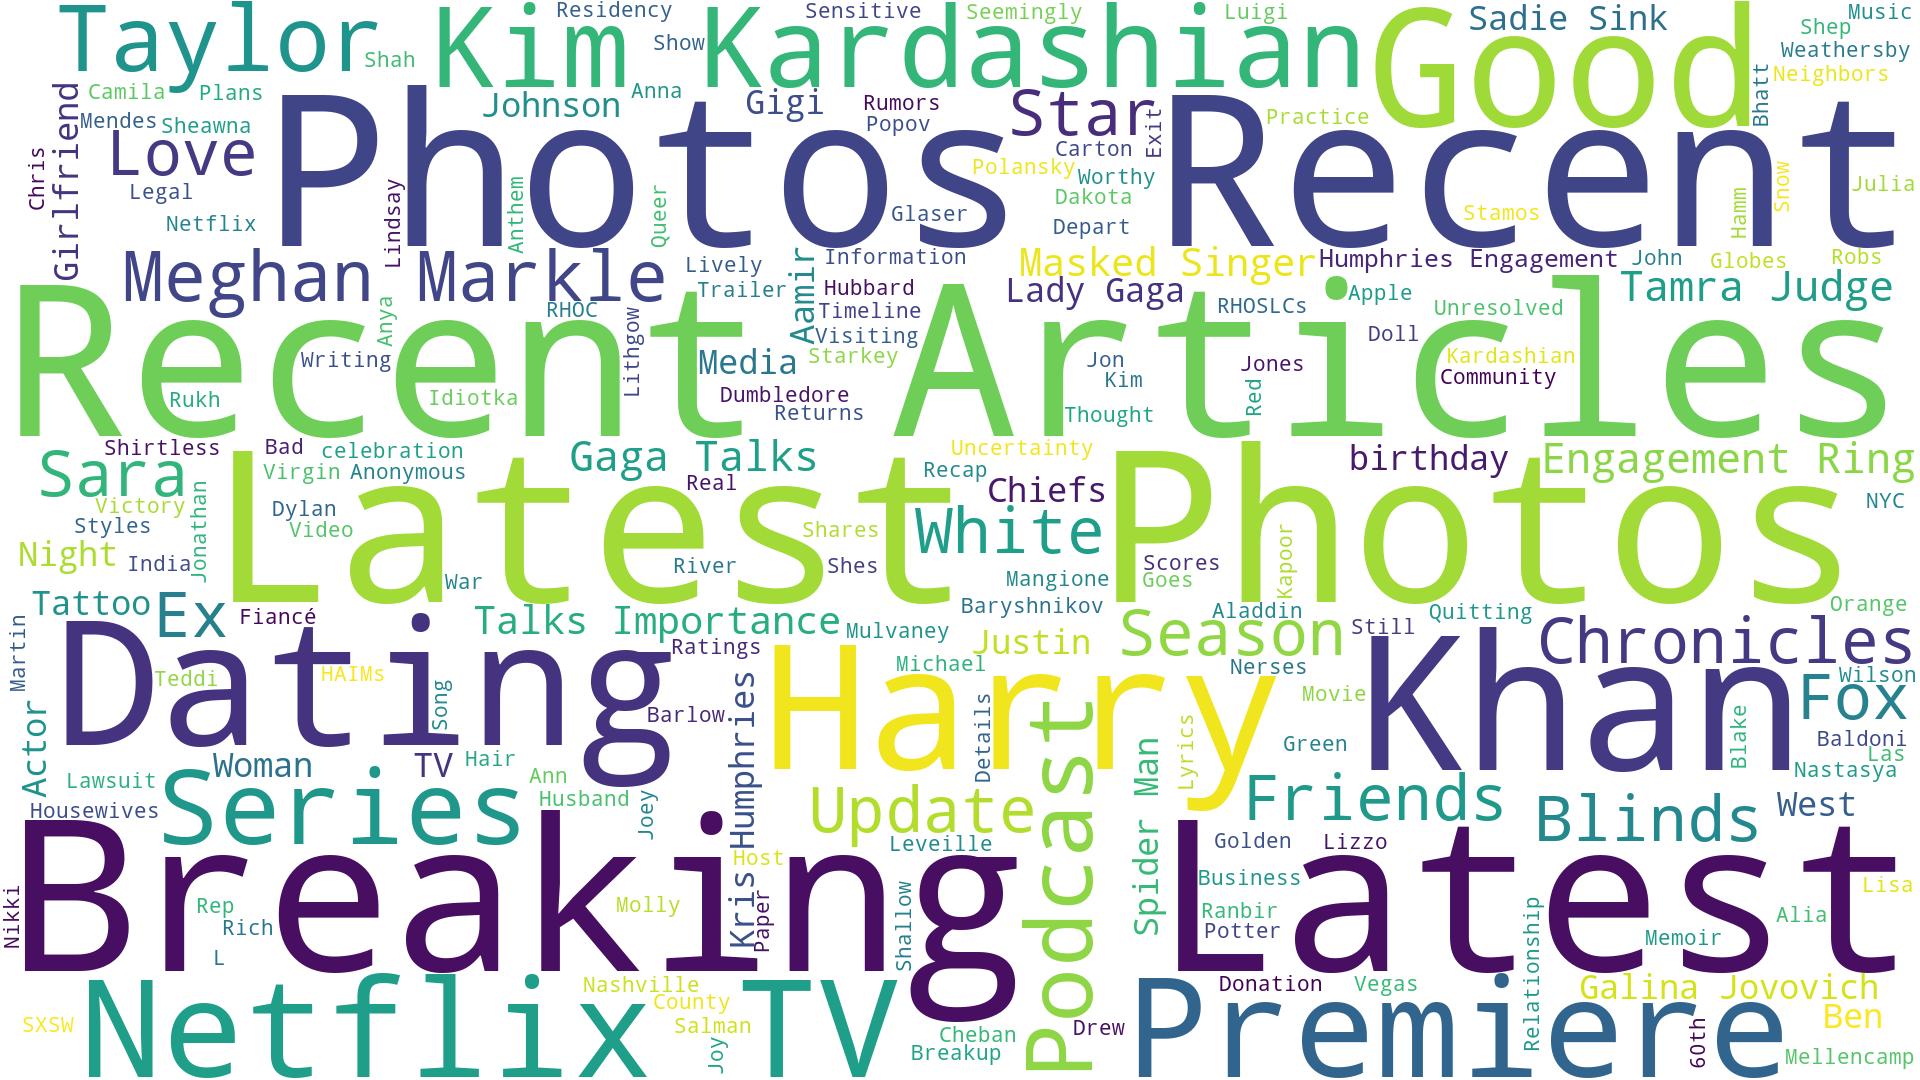 Taylor
Shah
Kim Kardashian
Residency
Show
Sensitive
Seemingly
Luigi
Good
Sadie Sink
Music
Shep
Weathersby
Neighbors
Bhatt
Camila
Plans
Mendes
Sheawna
Girlfriend
Chris
Love
Legal
Netflix
Photos
Johnson
Anna
Gigi
Rumors
Popov
Star
Exit
Practice
Recent
Carton
Polansky
Worthy
Dakota
Depart
Stamos
Hamm
Snow
Julia
Lindsay
Anthem
Queer
Glaser
Meghan Markle
Lively
Trailer
Aamir
Information
Hubbard
Timeline
Visiting
Masked Singer
Humphries Engagement
John
Globes
Robs
Lady Gaga
RHOSLCs
Apple
Unresolved
Tamra Judge
Recent Articles
Anya
RHOC
Lithgow
Writing
Rukh
Idiotka
Media
Starkey
Dumbledore
Returns
Jon
Kim
Thought
Jones
Red
Doll
Kardashian
Community
Shirtless
Bad
celebration
Virgin
Anonymous
Gaga Talks
Real
Uncertainty
Recap
Chiefs
birthday
Engagement Ring
Sara
Victory
Styles
Jonathan
Night
India
Latest Photos
Dylan
Video
War
River
Shares
Shes
White
Mangione
Baryshnikov
Scores
Goes
Kapoor
NYC
Tattoo
Ex
Fiancé
Talks Importance
Mulvaney
Justin
Season
Aladdin
Quitting
Still
Orange
Chronicles
Martin
Dating
Teddi
HAIMs
Song
Ratings
Barlow
Harry
Michael
Nerses
Movie
Khan
Wilson
Fox
Actor
Lawsuit
Woman
TV
Hair
Ann
Husband
Joey
Kris Humphries
Details
Lyrics
Green
Blake
Baldoni
Las
Nastasya
Housewives
Series
Update
Leveille
Podcast
Spider Man
Friends
Blinds
West
Golden
Lizzo
Business
Ranbir
Potter
Breaking
Latest
Nikki
Rep
Rich
L
Molly
Host
Paper
Shallow
Relationship
Memoir
Alia
Lisa
Netflix TV
SXSW
Nashville
County
Salman
Joy
Cheban
Breakup
Drew
Donation
Vegas
Premiere
Galina Jovovich
Ben
60th
Mellencamp